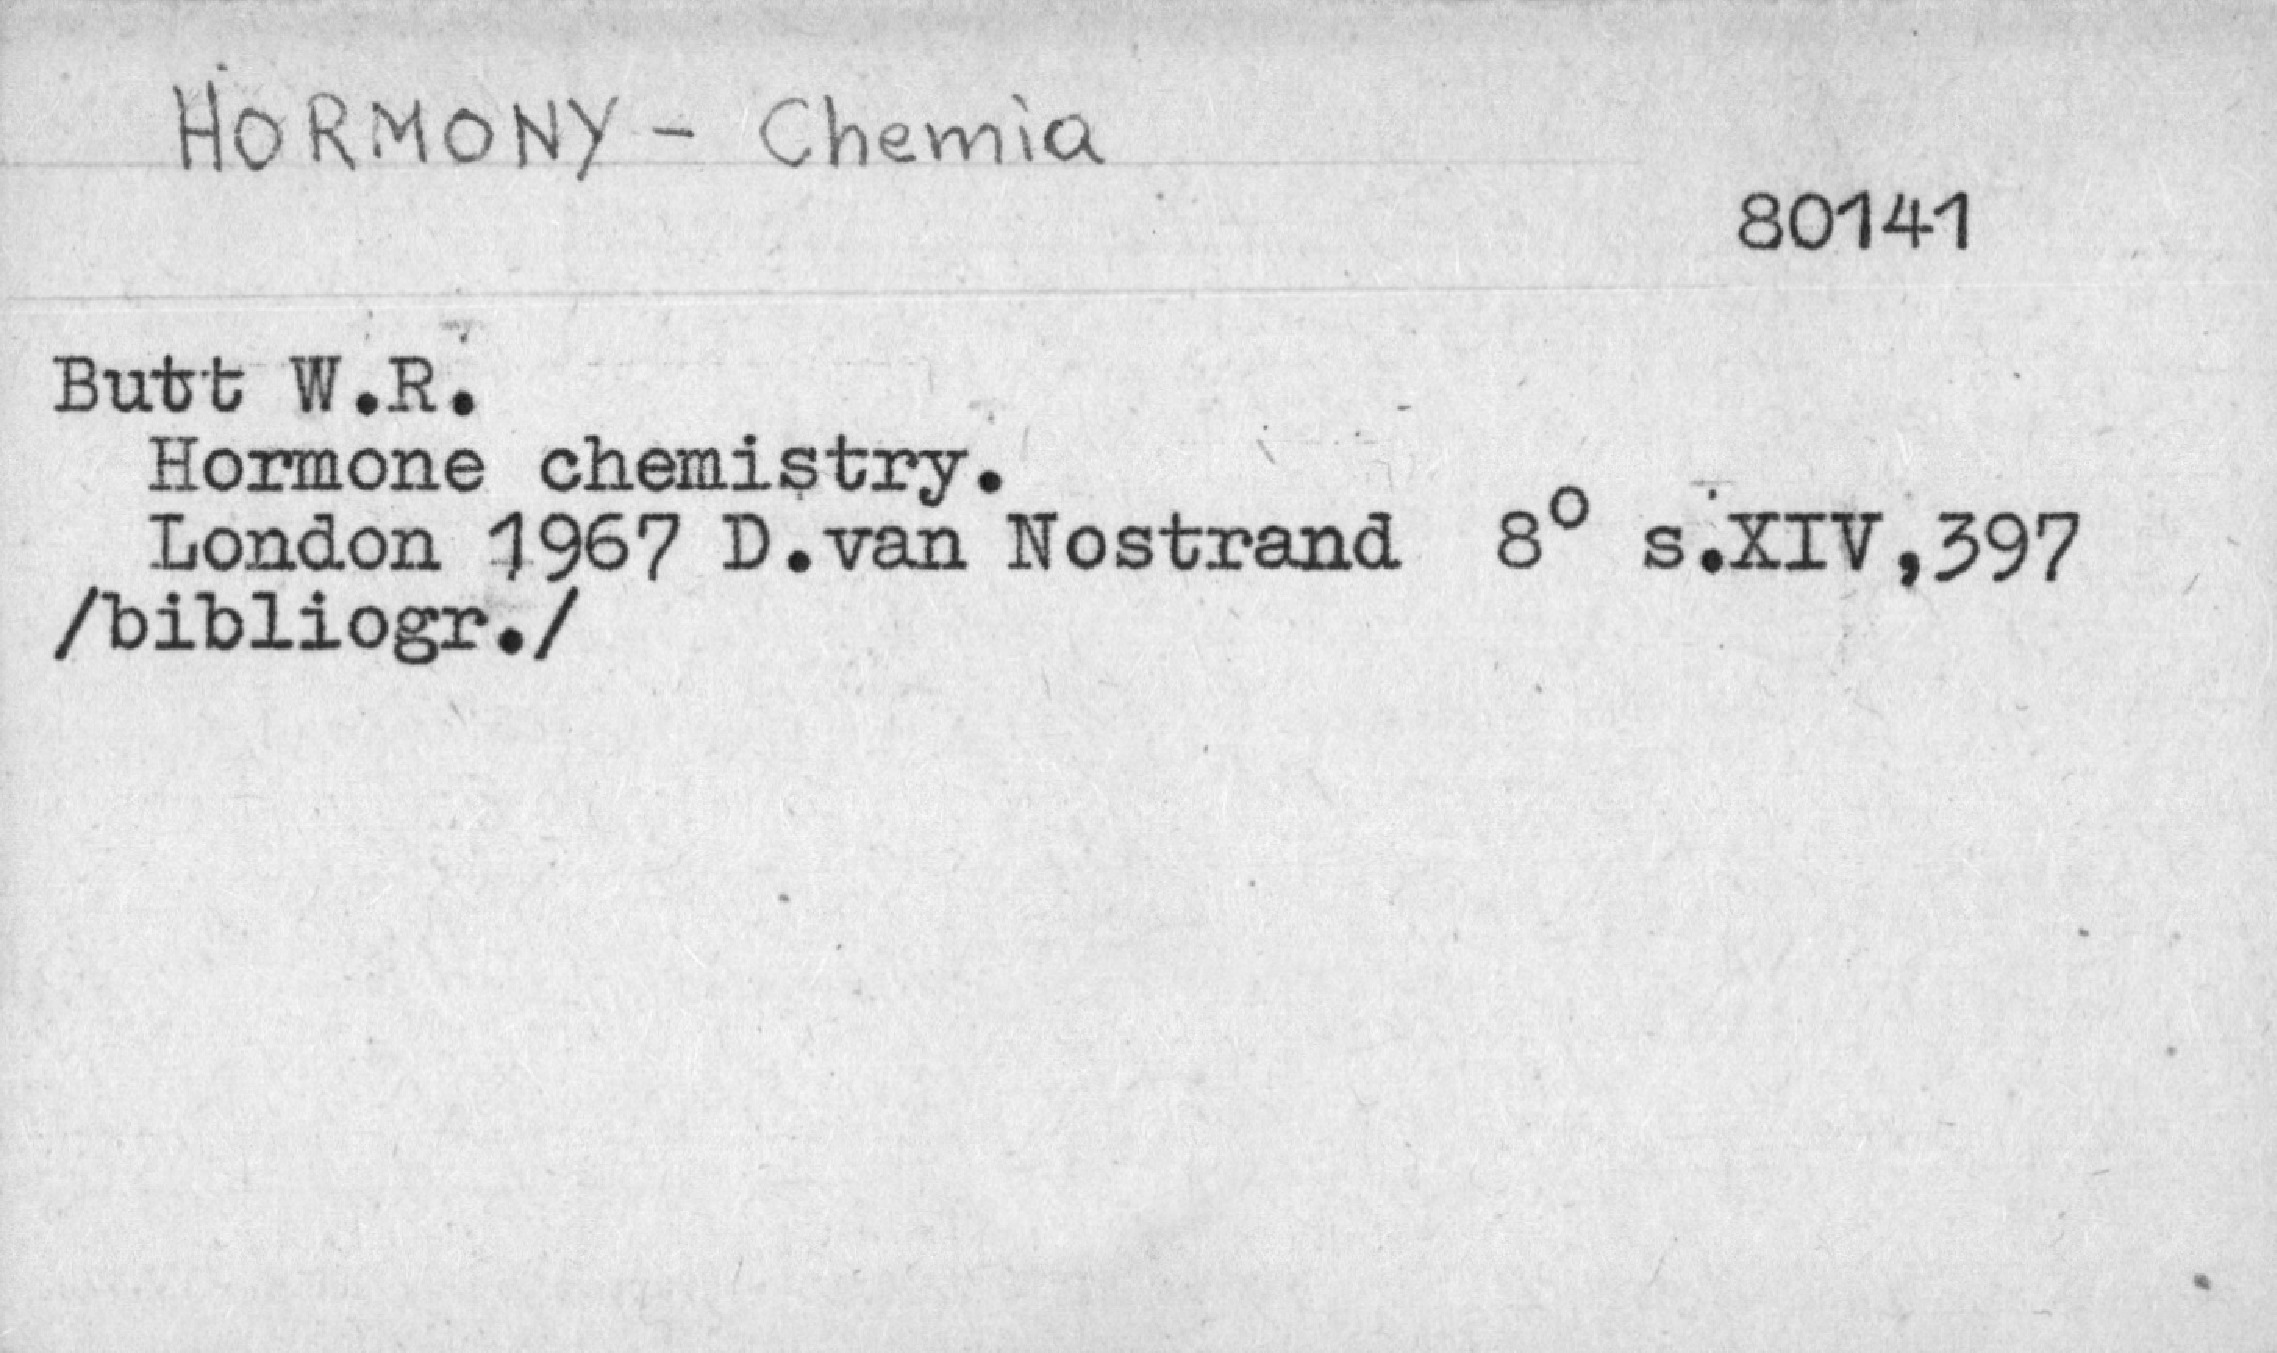 HORMONY - Chemia
80141
Butt W.R.
Hormone chemistry.
London 1967 D.van Nostrand 8° s.XIV,397
/bibliogr./